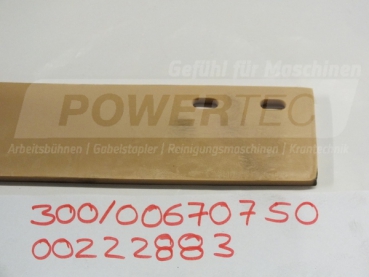 Gefühl für Maschinen
POWERTEC
Arbeitsbühnen | Gabelstapler | Reinigungsmaschinen | Krantechnik
300/00670750
00222883